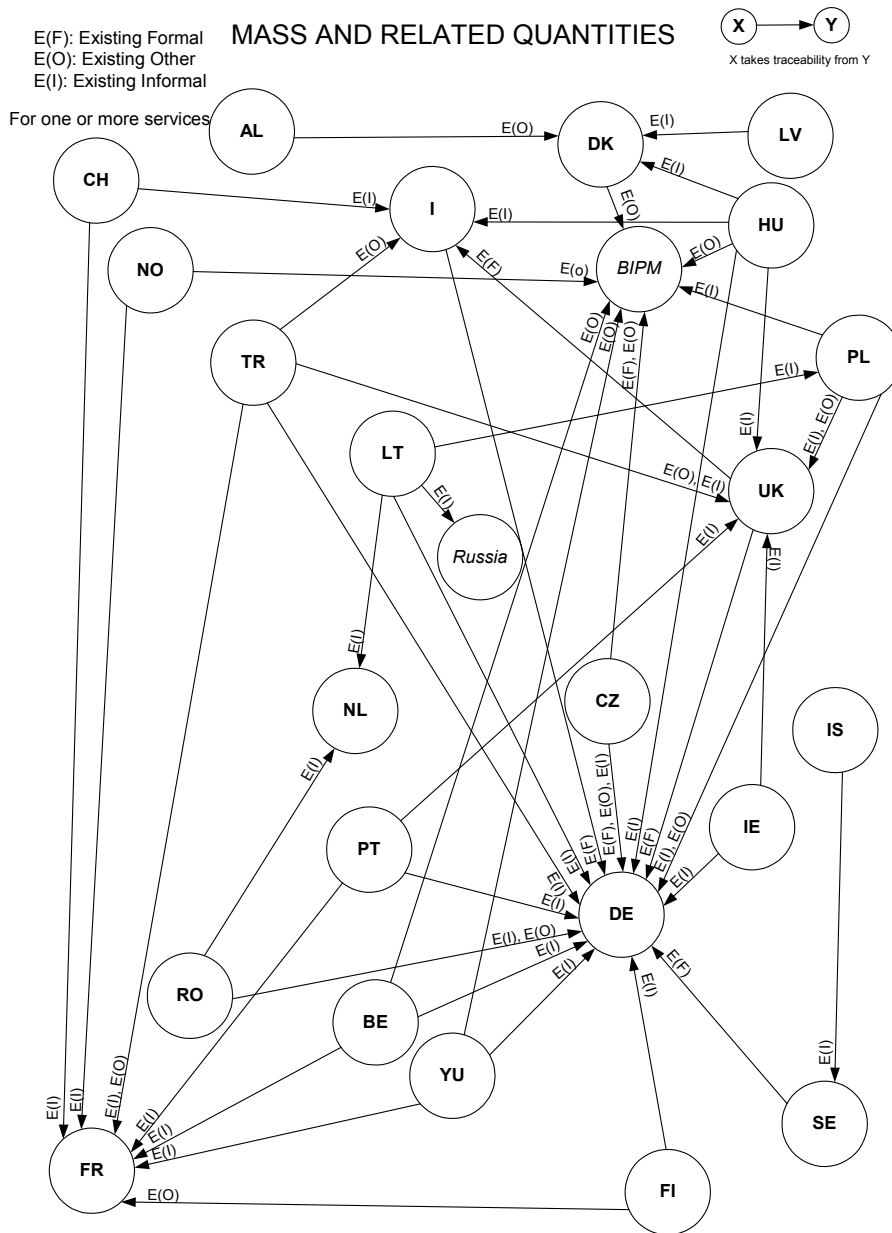 MASS AND RELATED QUANTITIES
E(F): Existing Formal
E(O): Existing Other
E(I): Existing Informal
For one or more services
X
Y
X takes traceability from Y
AL
E(O)
DK
E(I)
LV
CH
E(I)
I
E(I)
E(I)
HU
E(O)
E(O)
NO
E(O)
E(F)
E(o)
BIPM
E(O)
E(I)
TR
E(O)
E(O)
E(F), E(O)
PL
E(I)
E(I)
E(I), E(O)
LT
E(I)
E(O), E(I)
UK
E(I)
Russia
E(I)
E(I)
NL
CZ
IS
E(I)
PT
E(I)
E(I)
E(F)
E(F), E(O), E(I)
E(I)
E(F)
E(I), E(O)
IE
E(I)
E(I)
DE
E(I), E(O)
E(I)
E(I)
E(I)
E(F)
RO
BE
YU
E(I)
SE
E(I)
E(I)
E(I), E(O)
E(I)
E(I)
E(I)
FR
E(O)
FI